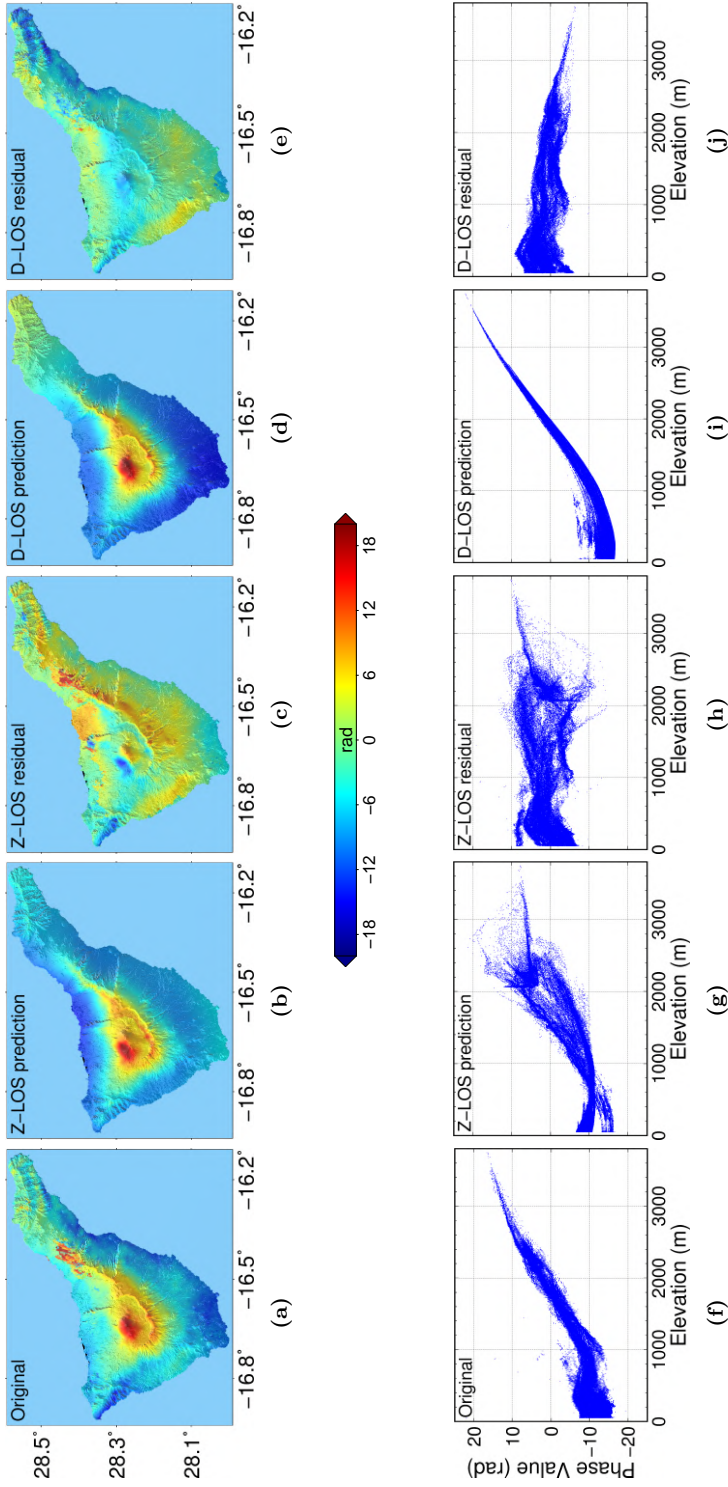 Original
Z−LOS prediction
Z−LOS residual
D−LOS prediction
D−LOS residual
28.5˚
28.3˚
28.1˚
−16.8˚ −16.5˚ −16.2˚
−16.8˚ −16.5˚ −16.2˚
−16.8˚ −16.5˚ −16.2˚
−16.8˚ −16.5˚ −16.2˚
−16.8˚ −16.5˚ −16.2˚
(a)
(b)
(c)
(d)
(e)
rad
−18 −12 −6 0 6 12 18
Original
Z−LOS prediction
Z−LOS residual
D−LOS prediction
D−LOS residual
Phase Value (rad)
20
10
0
−10
−20
0 1000 2000 3000
0 1000 2000 3000
0 1000 2000 3000
0 1000 2000 3000
0 1000 2000 3000
Elevation (m)
Elevation (m)
Elevation (m)
Elevation (m)
Elevation (m)
(f)
(g)
(h)
(i)
(j)